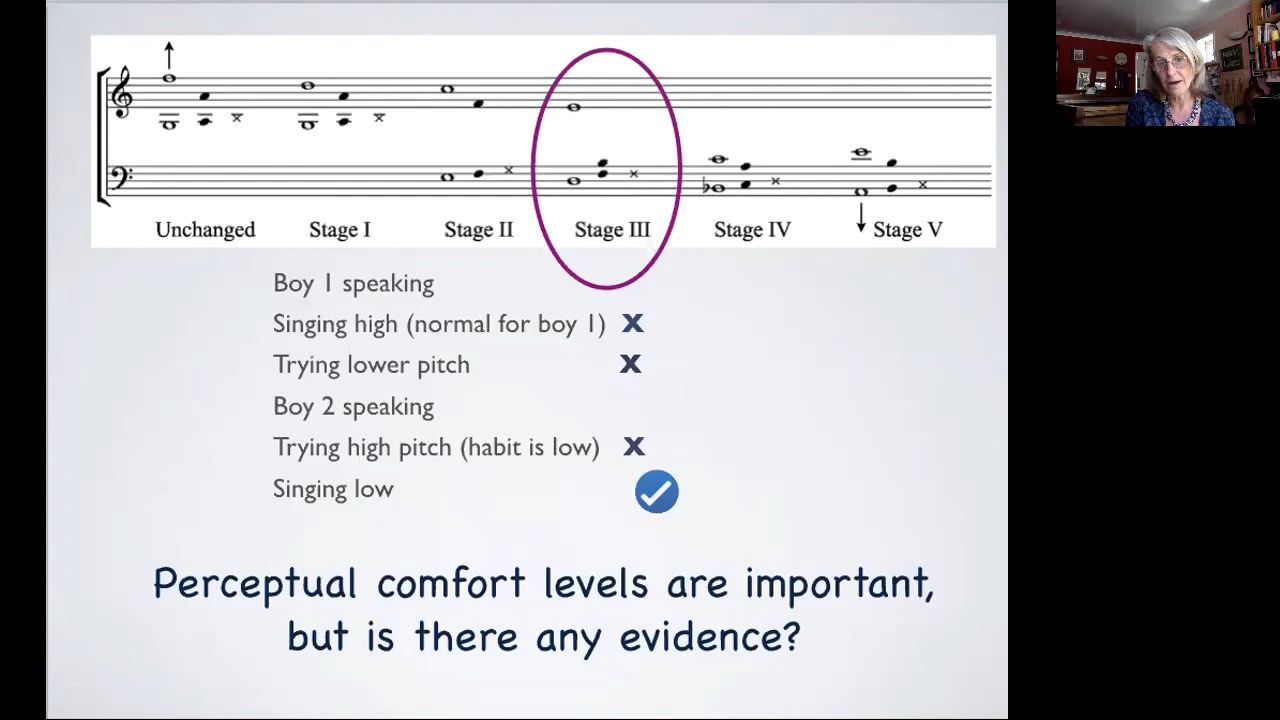 Unchanged Stage I Stage II Stage III Stage IV Stage V
Boy 1 speaking
Singing high (normal for boy 1) x
Trying lower pitch x
Boy 2 speaking
Trying high pitch (habit is low) x
Singing low
Perceptual comfort levels are important,
but is there any evidence?